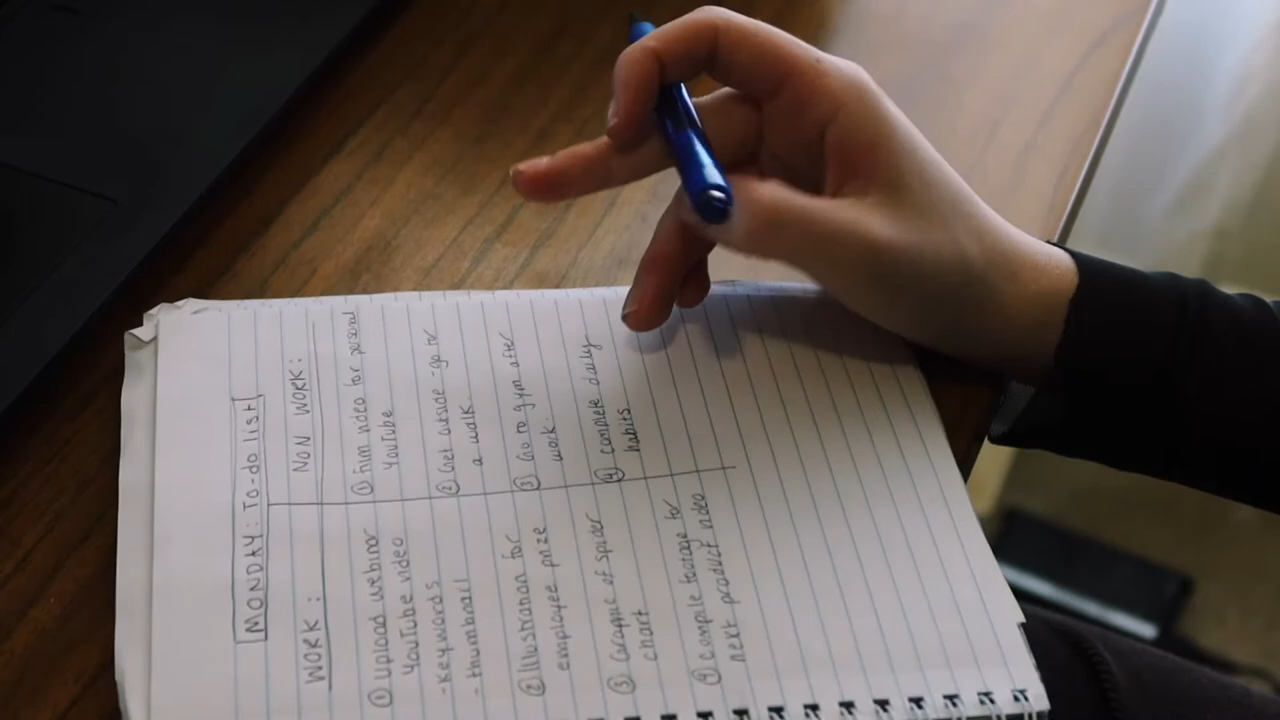 MONDAY: To-do list
WORK:
① Upload webinar
YouTube video
- Keywords
- thumbnail
② Illustration for
employee prize
③ Graphic of spider
chart
④ compile footage for
next product video
NON WORK:
① Film video for personal
YouTube
② Get outside - go for
a walk.
③ Go to gym after
work.
④ complete daily
habits.